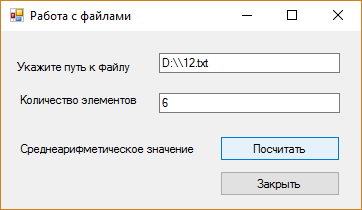 Работа с файлами
Укажите путь к файлу
D:\\12.txt
Количество элементов
6
Среднеарифметическое значение
Посчитать
Закрыть